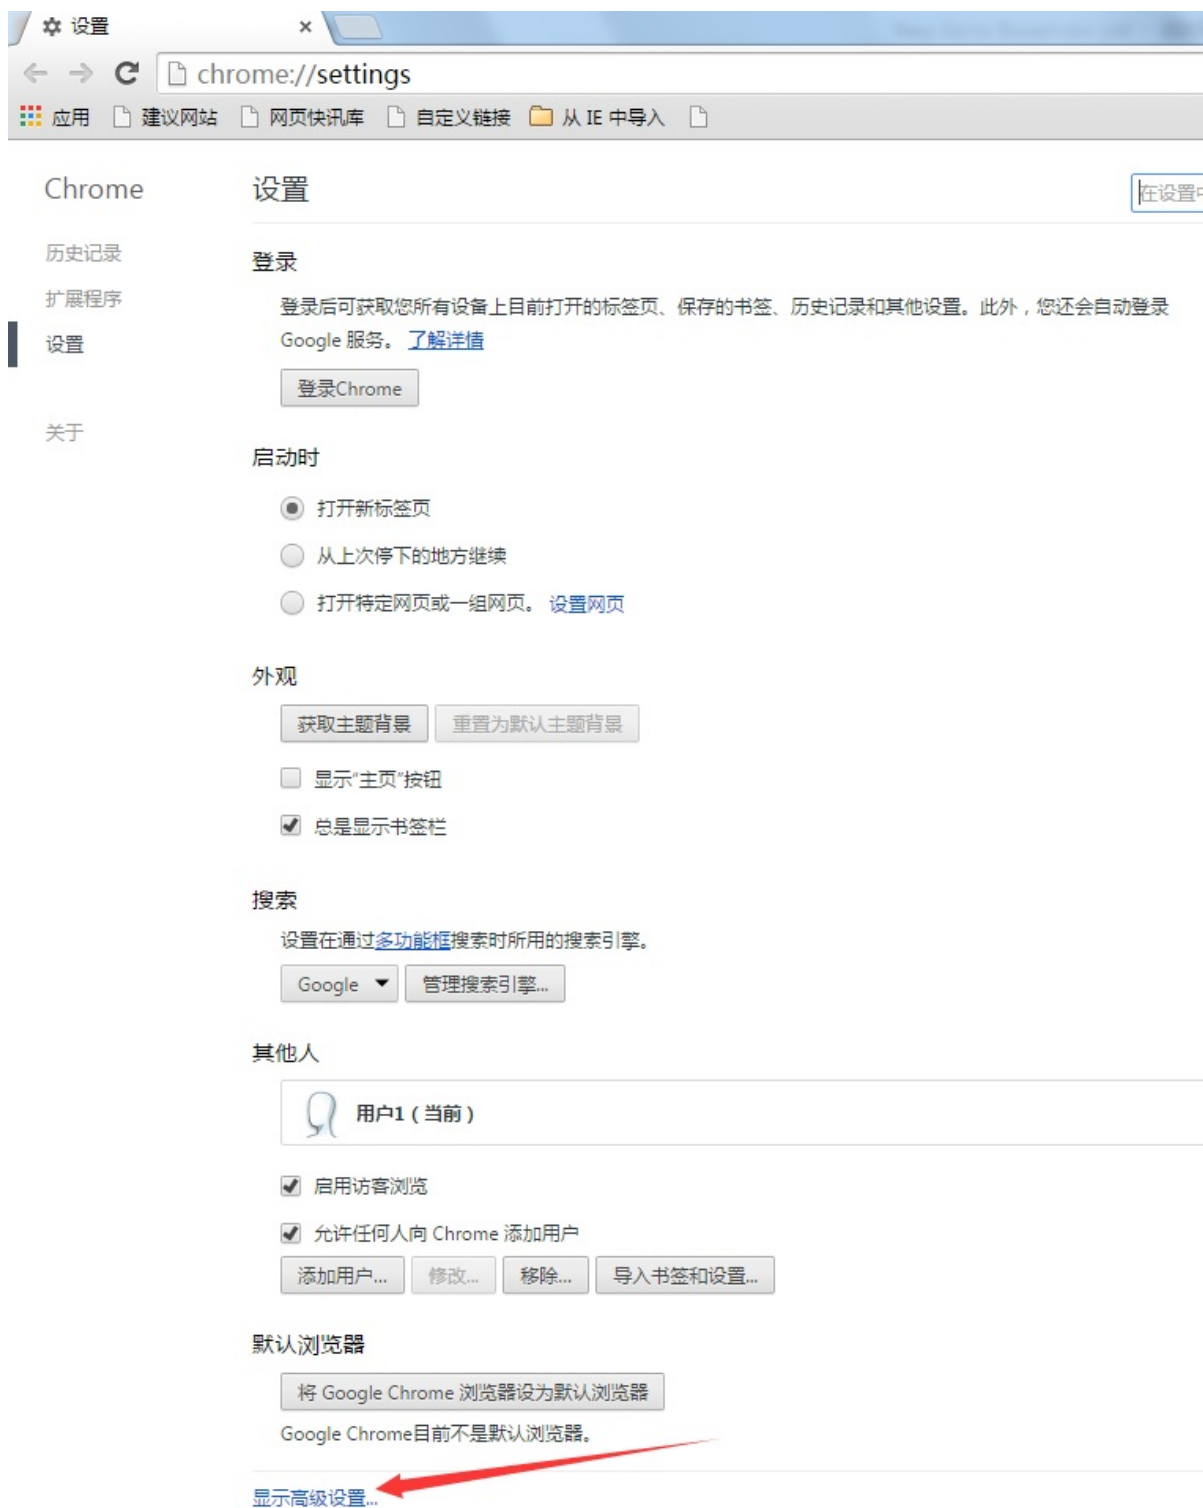 设置
chrome://settings
应用 建议网站 网页快讯库 自定义链接 从 IE 中导入
Chrome
设置
在设置中
历史记录
扩展程序
设置
关于
登录
登录后可获取您所有设备上目前打开的标签页、保存的书签、历史记录和其他设置。此外，您还会自动登录
Google 服务。 了解详情
登录Chrome
启动时
打开新标签页
从上次停下的地方继续
打开特定网页或一组网页。 设置网页
外观
获取主题背景 重置为默认主题背景
显示“主页”按钮
总是显示书签栏
搜索
设置在通过多功能框搜索时所用的搜索引擎。
Google 管理搜索引擎...
其他人
用户1（当前）
启用访客浏览
允许任何人向 Chrome 添加用户
添加用户... 修改... 移除... 导入书签和设置...
默认浏览器
将 Google Chrome 浏览器设为默认浏览器
Google Chrome目前不是默认浏览器。
显示高级设置...